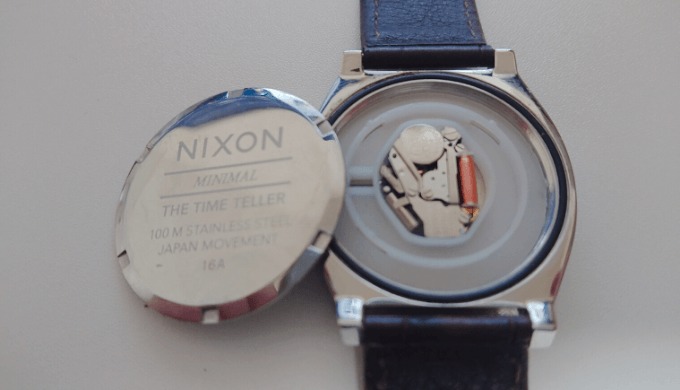 NIXON
MINIMAL
THE TIME TELLER
100 M STAINLESS STEEL
JAPAN MOVEMENT
16A